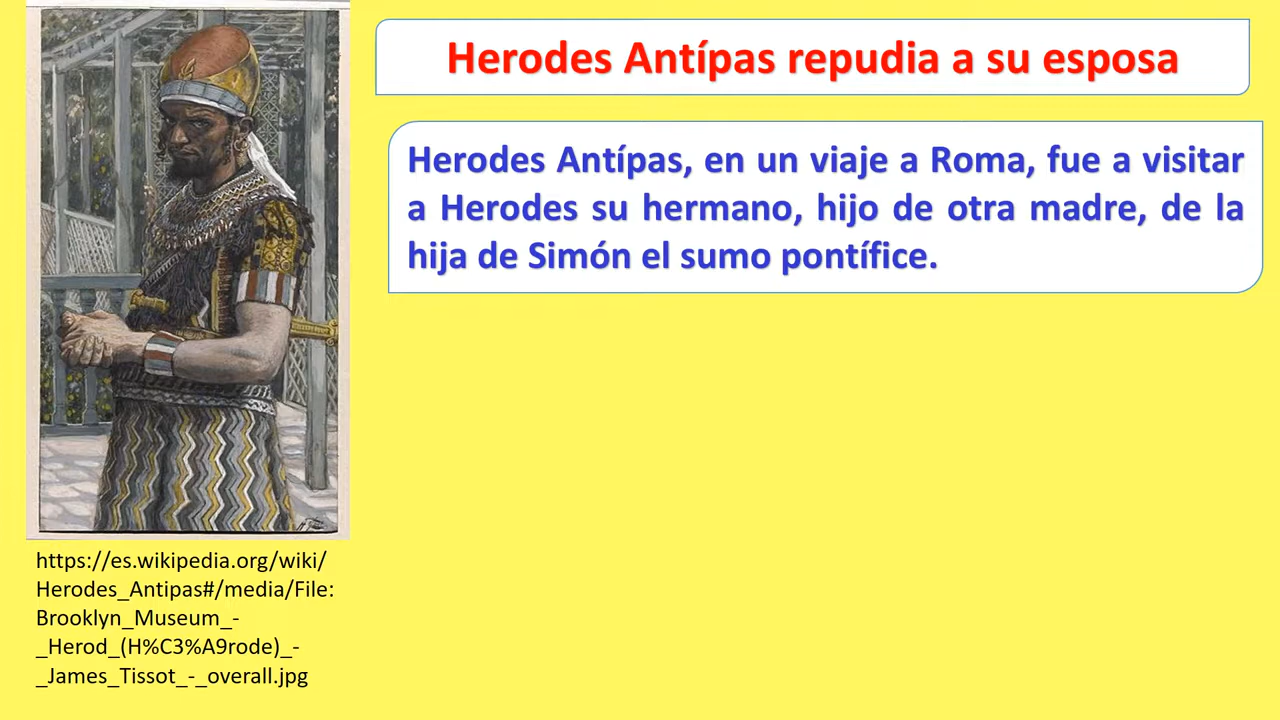 Herodes Antípas repudia a su esposa
Herodes Antípas, en un viaje a Roma, fue a visitar
a Herodes su hermano, hijo de otra madre, de la
hija de Simón el sumo pontífice.
https://es.wikipedia.org/wiki/
Herodes_Antipas#/media/File:
Brooklyn_Museum_-
_Herod_(H%C3%A9rode)_-
_James_Tissot_-_overall.jpg